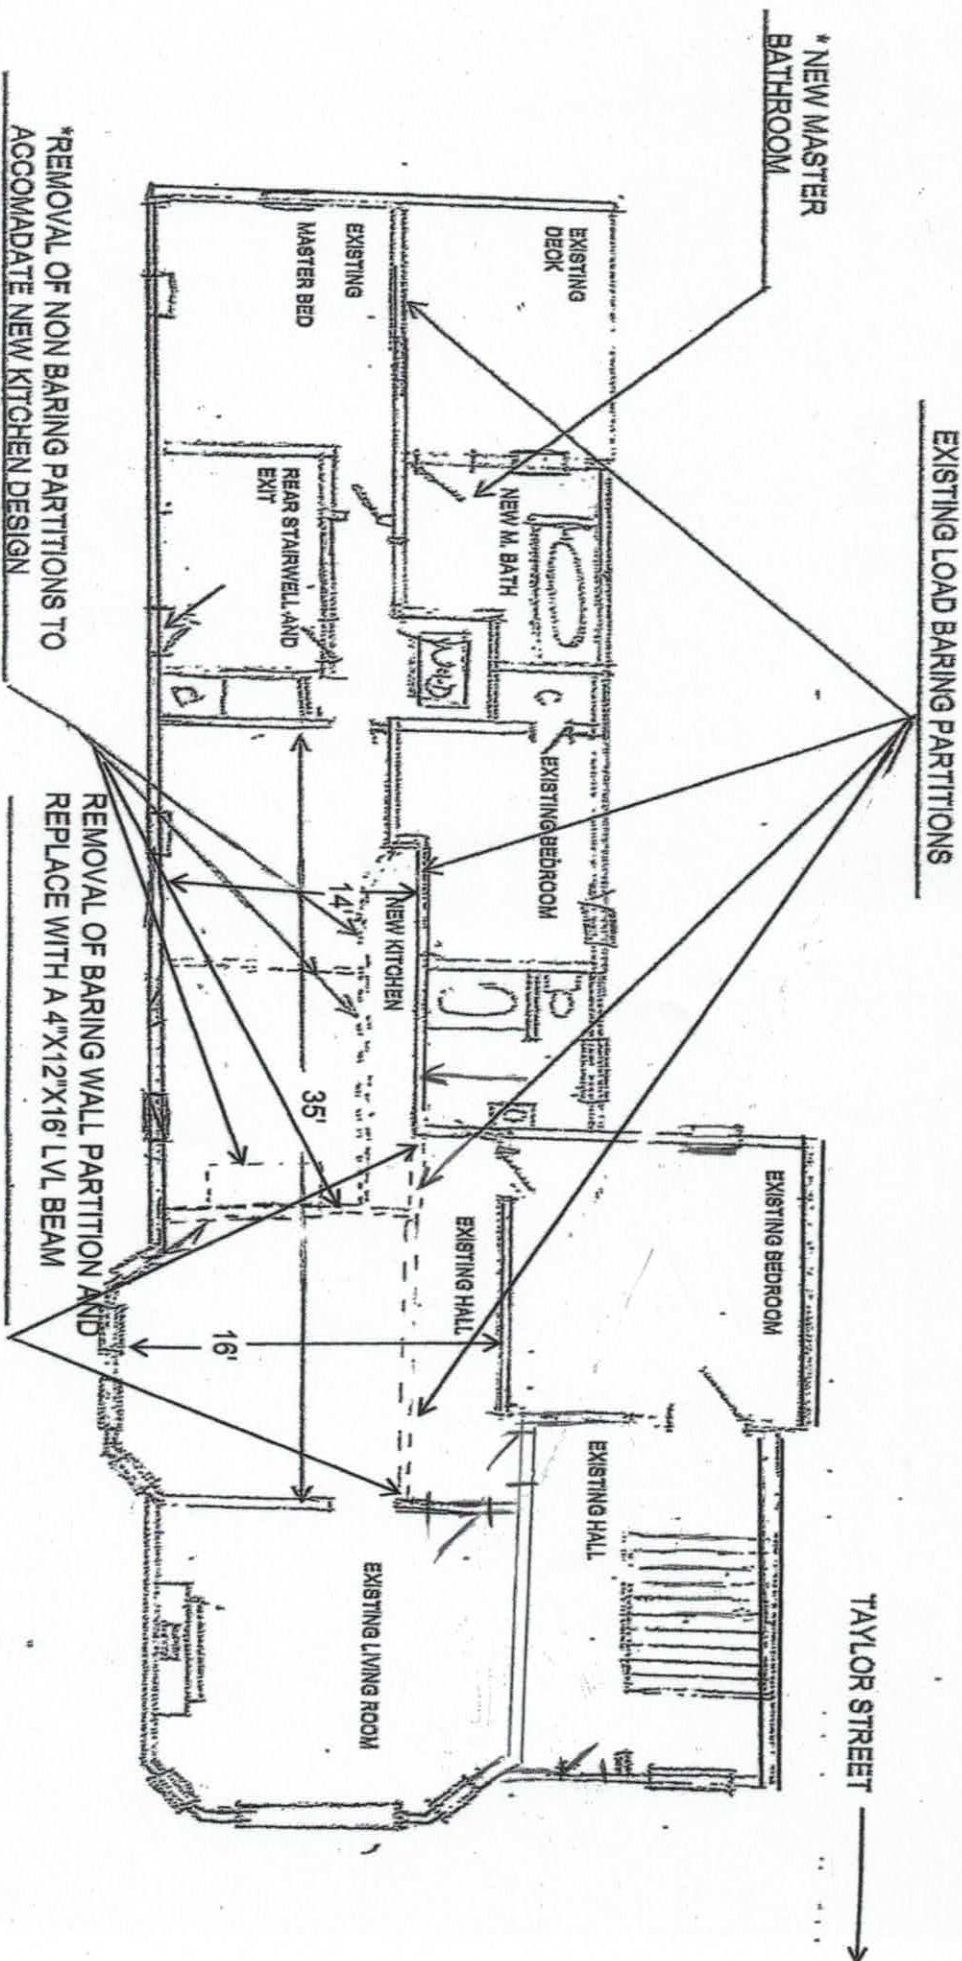 EXISTING LOAD BARING PARTITIONS
TAYLOR STREET
* NEW MASTER
BATHROOM
EXISTING
DECK
NEW M. BATH
C
EXISTING BEDROOM
EXISTING BEDROOM
EXISTING
MASTER BED
REAR STAIRWELL AND
EXIT
W&D
NEW KITCHEN
14'
35'
EXISTING HALL
16'
EXISTING HALL
EXISTING LIVING ROOM
*REMOVAL OF NON BARING PARTITIONS TO
ACCOMADATE NEW KITCHEN DESIGN
REMOVAL OF BARING WALL PARTITION AND
REPLACE WITH A 4"X12"X16' LVL BEAM